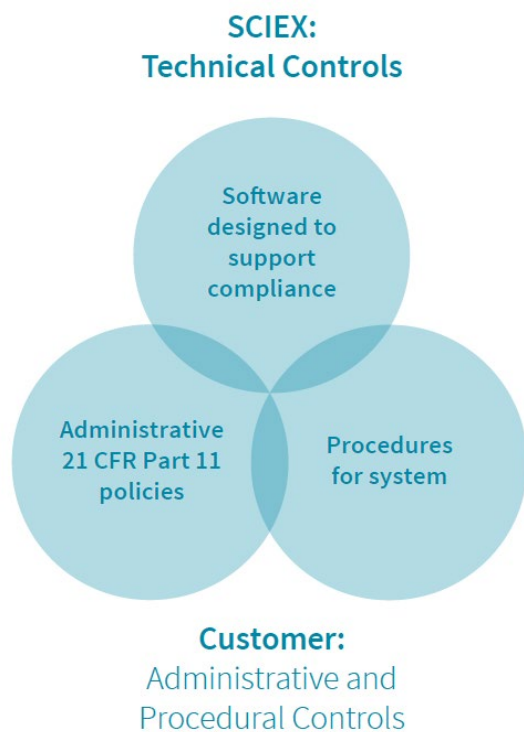 SCIEX:
Technical Controls
Software
designed to
support
compliance
Administrative
21 CFR Part 11
policies
Procedures
for system
Customer:
Administrative and
Procedural Controls